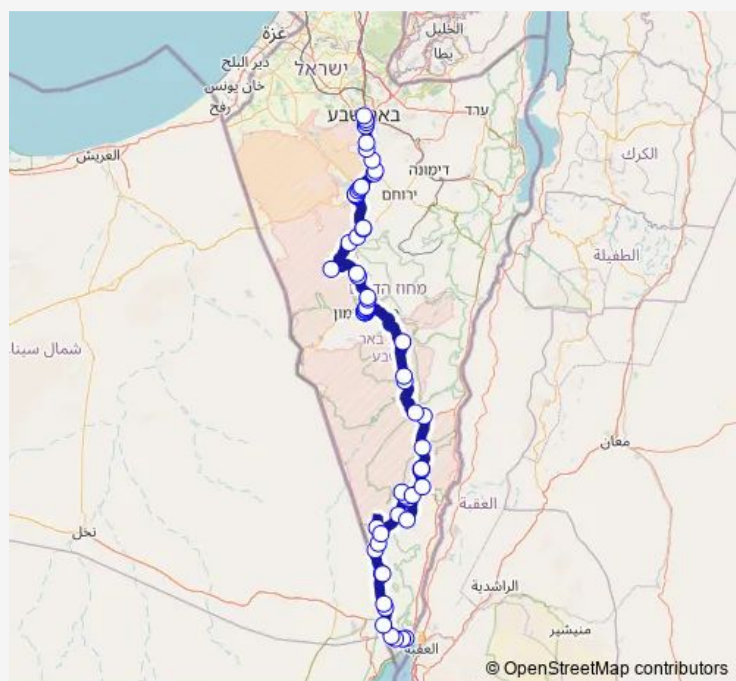 غزة
الخليل
يطا
ישראל
دير البلح
خان يونس
رفح
באר שבע
ערד
العريش
דימונה
الكرك
ירוחם
الطفيلة
מחוז הד
מון
شمال سينا
באר
שבע
معان
العقبة
نخل
الراشدية
منيشير
العقبة
© OpenStreetMap contributors